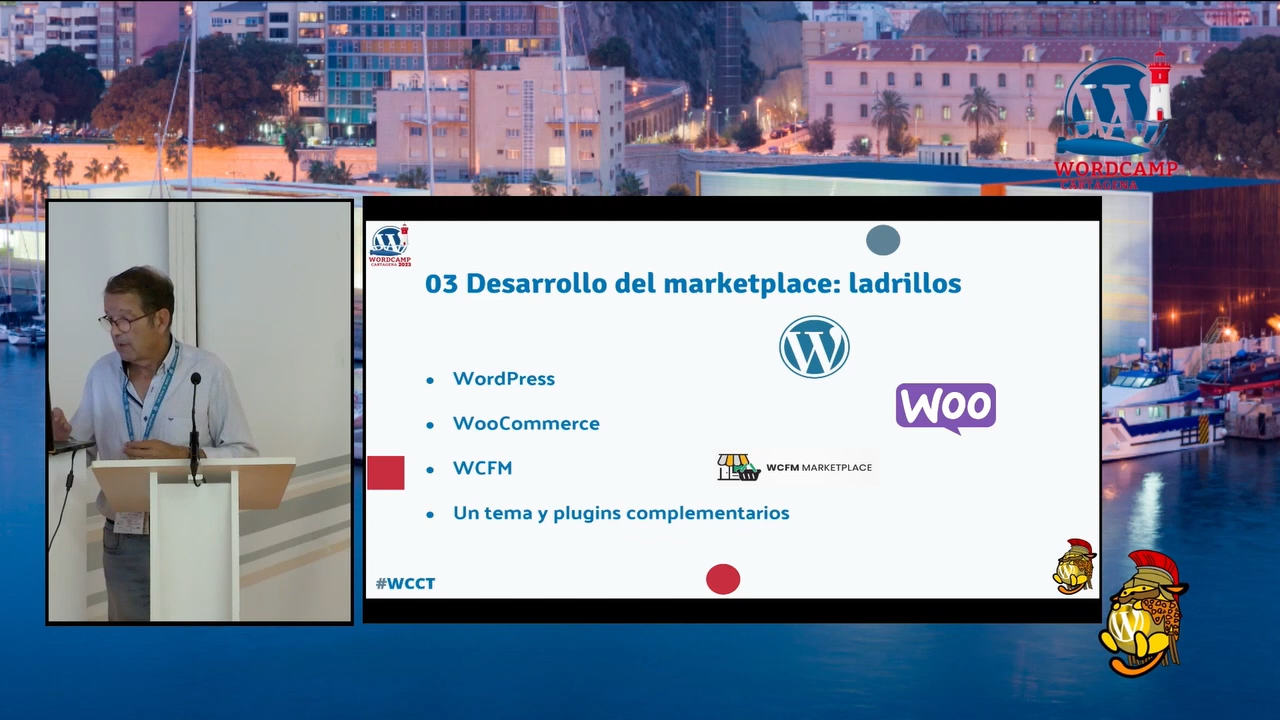 WORDCAMP
CARTAGENA
WORDCAMP
CARTAGENA 2023
03 Desarrollo del marketplace: ladrillos
• WordPress
• WooCommerce
WOO
• WCFM
WCFM MARKETPLACE
• Un tema y plugins complementarios
#WCCT